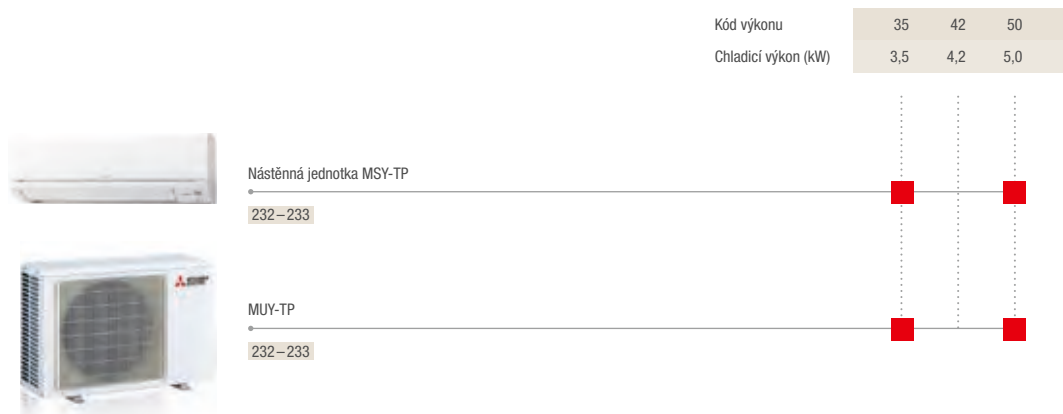 Kód výkonu 35 42 50
Chladicí výkon (kW) 3,5 4,2 5,0
Nástěnná jednotka MSY-TP
232–233
MUY-TP
232–233